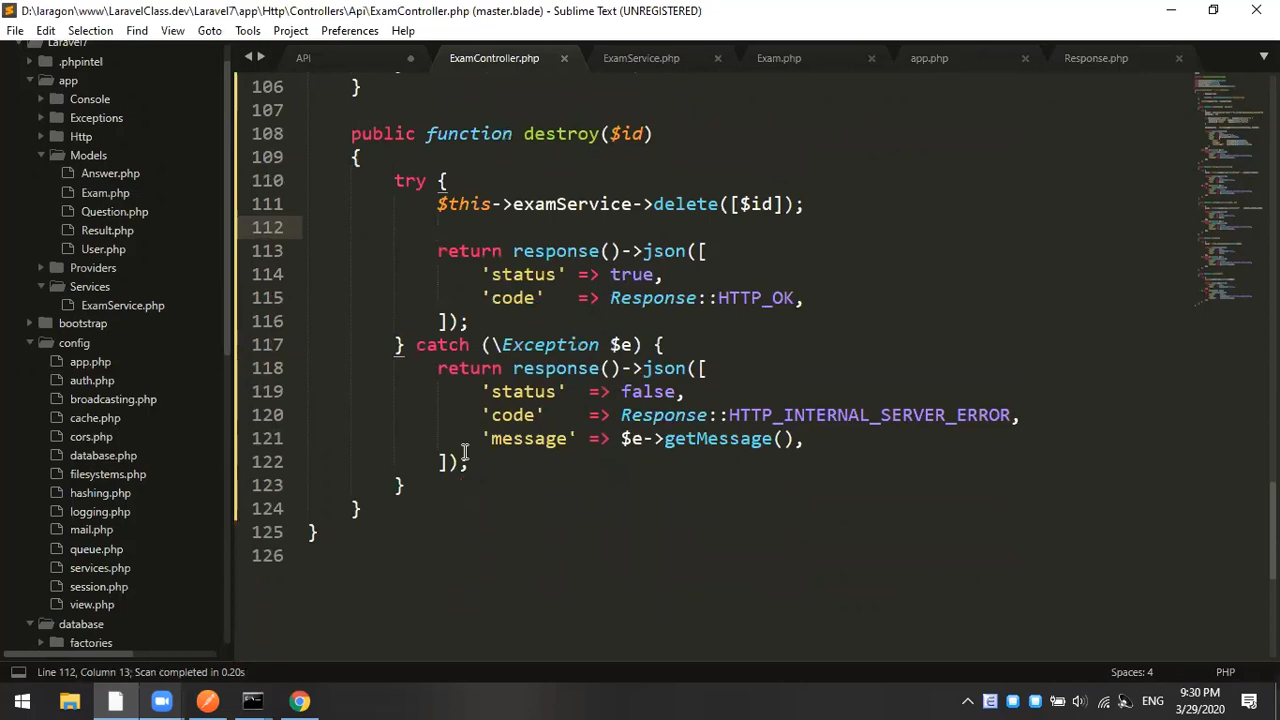 D:\laragon\www\LaravelClass.dev\Laravel7\app\Http\Controllers\Api\ExamController.php (master.blade) - Sublime Text (UNREGISTERED)
File Edit Selection Find View Goto Tools Project Preferences Help
API ExamController.php ExamService.php Exam.php app.php Response.php
Laravel7
.phpintel
app
Console
Exceptions
Http
Models
Answer.php
Exam.php
Question.php
Result.php
User.php
Providers
Services
ExamService.php
bootstrap
config
app.php
auth.php
broadcasting.php
cache.php
cors.php
database.php
filesystems.php
hashing.php
logging.php
mail.php
queue.php
services.php
session.php
view.php
database
factories
106 }
107
108 public function destroy($id)
109 {
110 try {
111 $this->examService->delete([$id]);
112
113 return response()->json([
114 'status' => true,
115 'code' => Response::HTTP_OK,
116 ]);
117 } catch (\Exception $e) {
118 return response()->json([
119 'status' => false,
120 'code' => Response::HTTP_INTERNAL_SERVER_ERROR,
121 'message' => $e->getMessage(),
122 ]);
123 }
124 }
125 }
126
Line 112, Column 13; Scan completed in 0.20s Spaces: 4 PHP
ENG
9:30 PM
3/29/2020